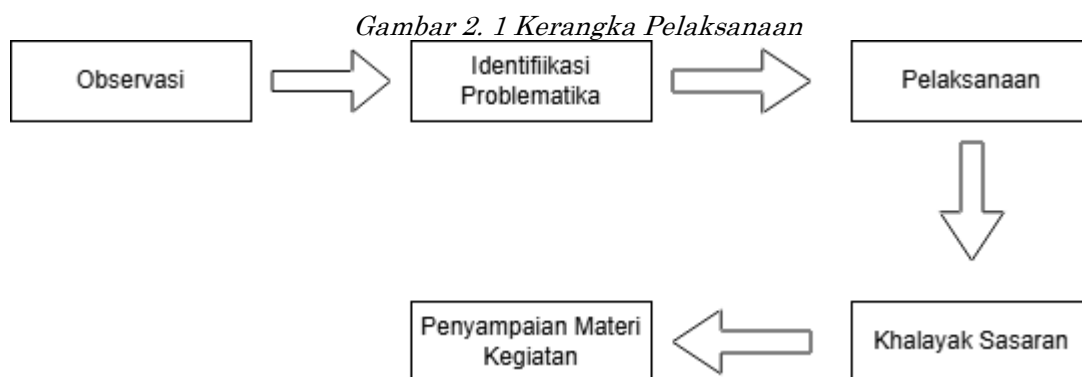 Gambar 2. 1 Kerangka Pelaksanaan
Observasi
Identifiikasi
Problematika
Pelaksanaan
Khalayak Sasaran
Penyampaian Materi
Kegiatan